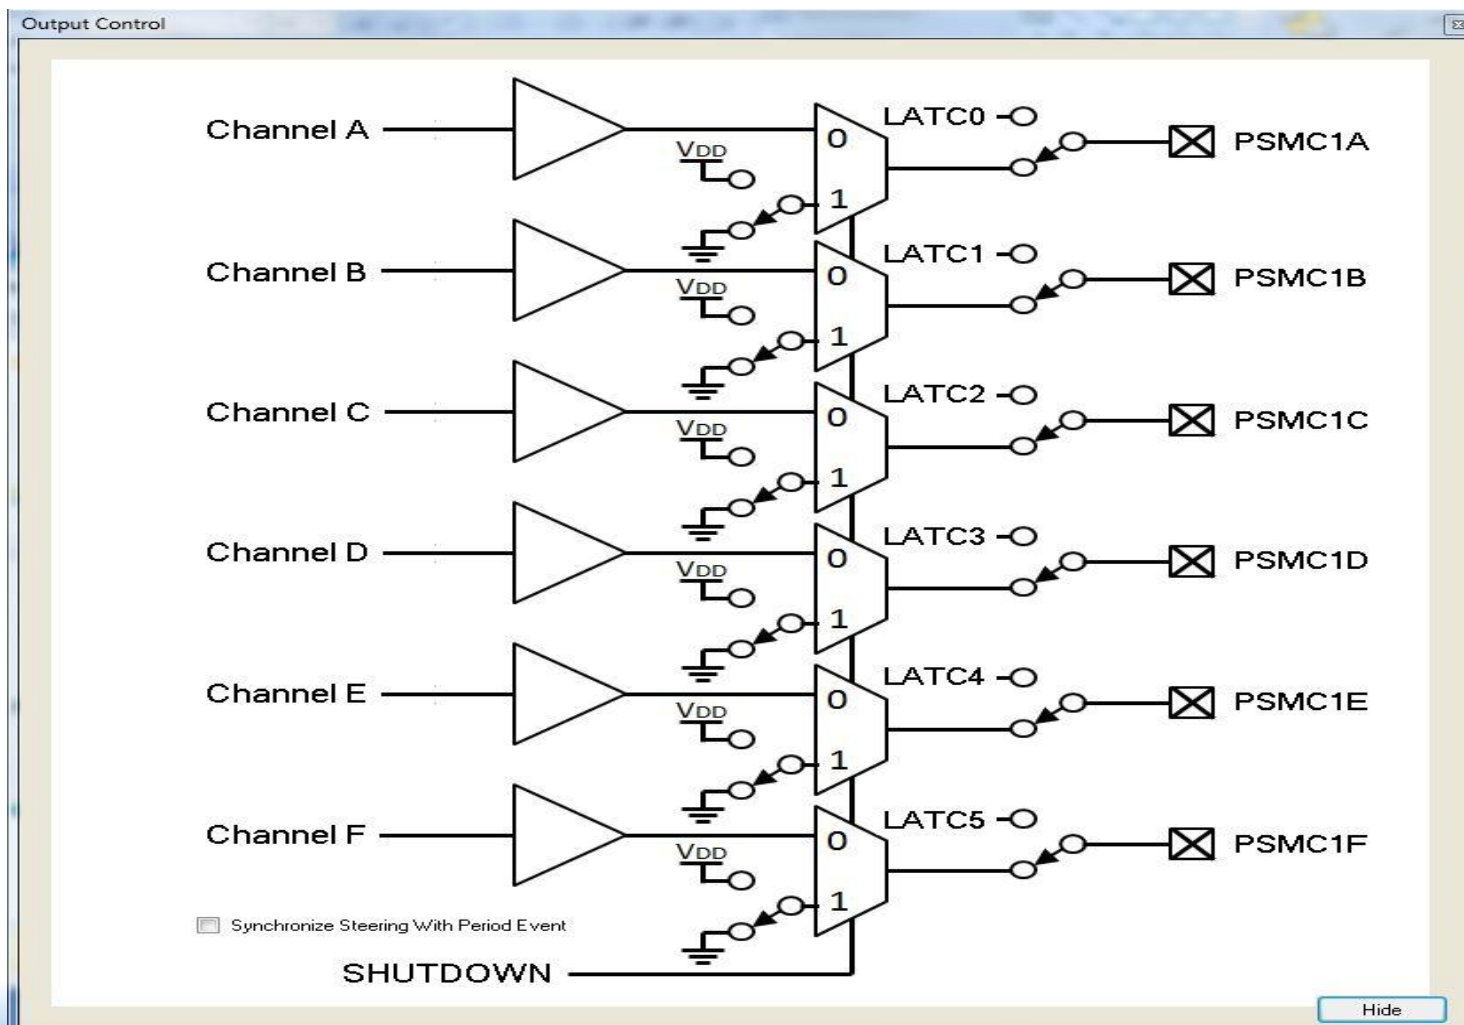 Output Control
Channel A
VDD
0
1
LATC0
PSMC1A
Channel B
VDD
0
1
LATC1
PSMC1B
Channel C
VDD
0
1
LATC2
PSMC1C
Channel D
VDD
0
1
LATC3
PSMC1D
Channel E
VDD
0
1
LATC4
PSMC1E
Channel F
VDD
0
1
LATC5
PSMC1F
Synchronize Steering With Period Event
SHUTDOWN
Hide